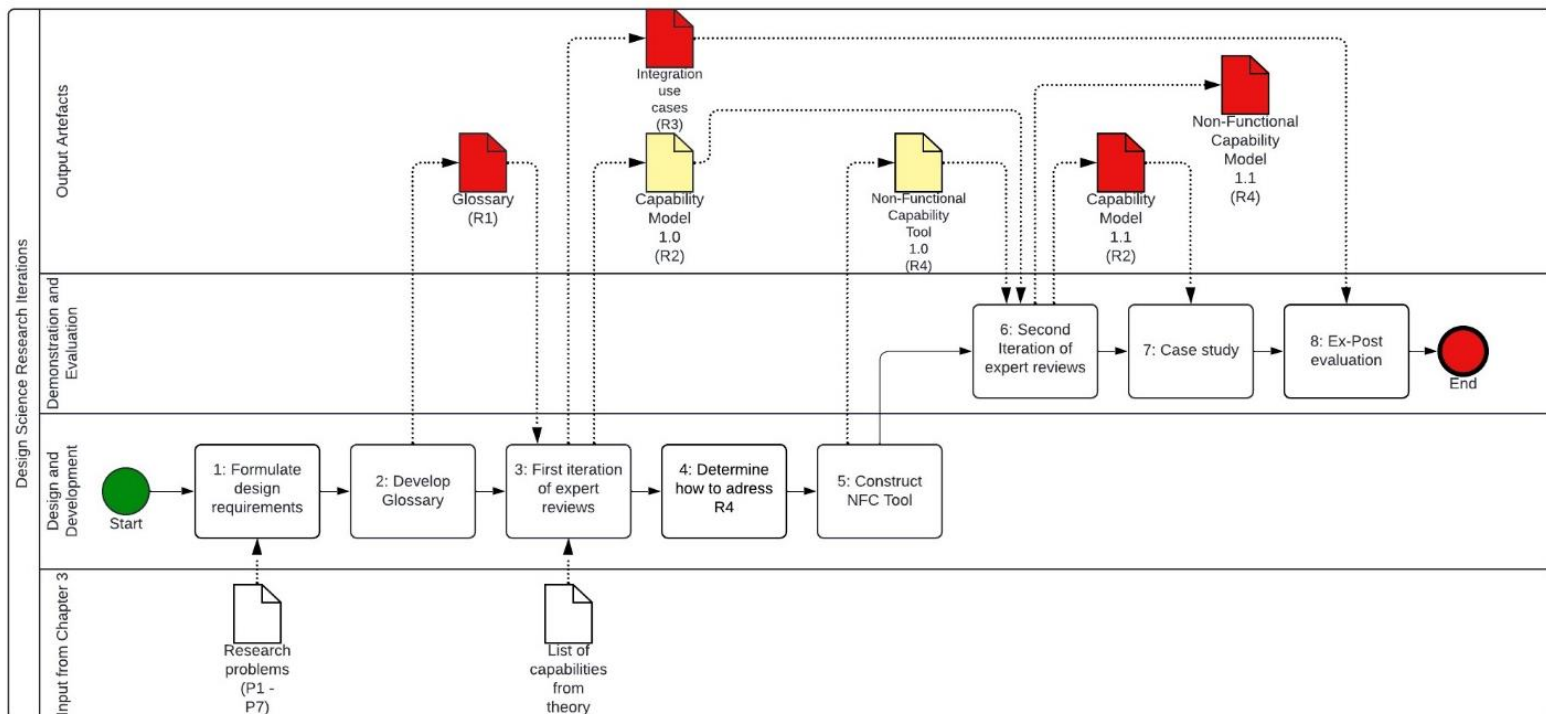 Design Science Research Iterations
Output Artefacts
Integration
use
cases
(R3)
Non-Functional
Capability
Model
1.1
(R4)
Glossary
(R1)
Capability
Model
1.0
(R2)
Non-Functional
Capability
Tool
1.0
(R4)
Capability
Model
1.1
(R2)
Demonstration and
Evaluation
6: Second
Iteration of
expert reviews
7: Case study
8: Ex-Post
evaluation
End
Design and
Development
Start
1: Formulate
design
requirements
2: Develop
Glossary
3: First iteration
of expert
reviews
4: Determine
how to adress
R4
5: Construct
NFC Tool
Input from Chapter 3
Research
problems
(P1 -
P7)
List of
capabilities
from
theory